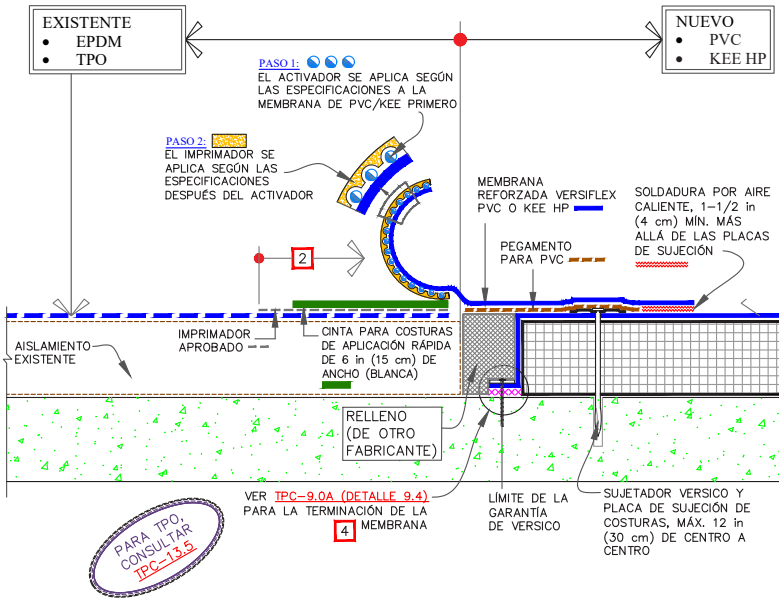 EXISTENTE
• EPDM
• TPO
NUEVO
• PVC
• KEE HP
PASO 1:
EL ACTIVADOR SE APLICA SEGÚN
LAS ESPECIFICACIONES A LA
MEMBRANA DE PVC/KEE PRIMERO
PASO 2:
EL IMPRIMADOR SE
APLICA SEGÚN LAS
ESPECIFICACIONES
DESPUÉS DEL ACTIVADOR
MEMBRANA
REFORZADA VERSIFLEX
PVC O KEE HP
SOLDADURA POR AIRE
CALIENTE, 1-1/2 in
(4 cm) MÍN. MÁS
ALLÁ DE LAS PLACAS
DE SUJECIÓN
PEGAMENTO
PARA PVC
2
IMPRIMADOR
APROBADO
CINTA PARA COSTURAS
DE APLICACIÓN RÁPIDA
DE 6 in (15 cm) DE
ANCHO (BLANCA)
AISLAMIENTO
EXISTENTE
RELLENO
(DE OTRO
FABRICANTE)
VER TPC-9.0A (DETALLE 9.4)
PARA LA TERMINACIÓN DE LA
4 MEMBRANA
LÍMITE DE LA
GARANTÍA
DE VERSICO
SUJETADOR VERSICO Y
PLACA DE SUJECIÓN DE
COSTURAS, MÁX. 12 in
(30 cm) DE CENTRO A
CENTRO
PARA TPO,
CONSULTAR
TPC-13.5